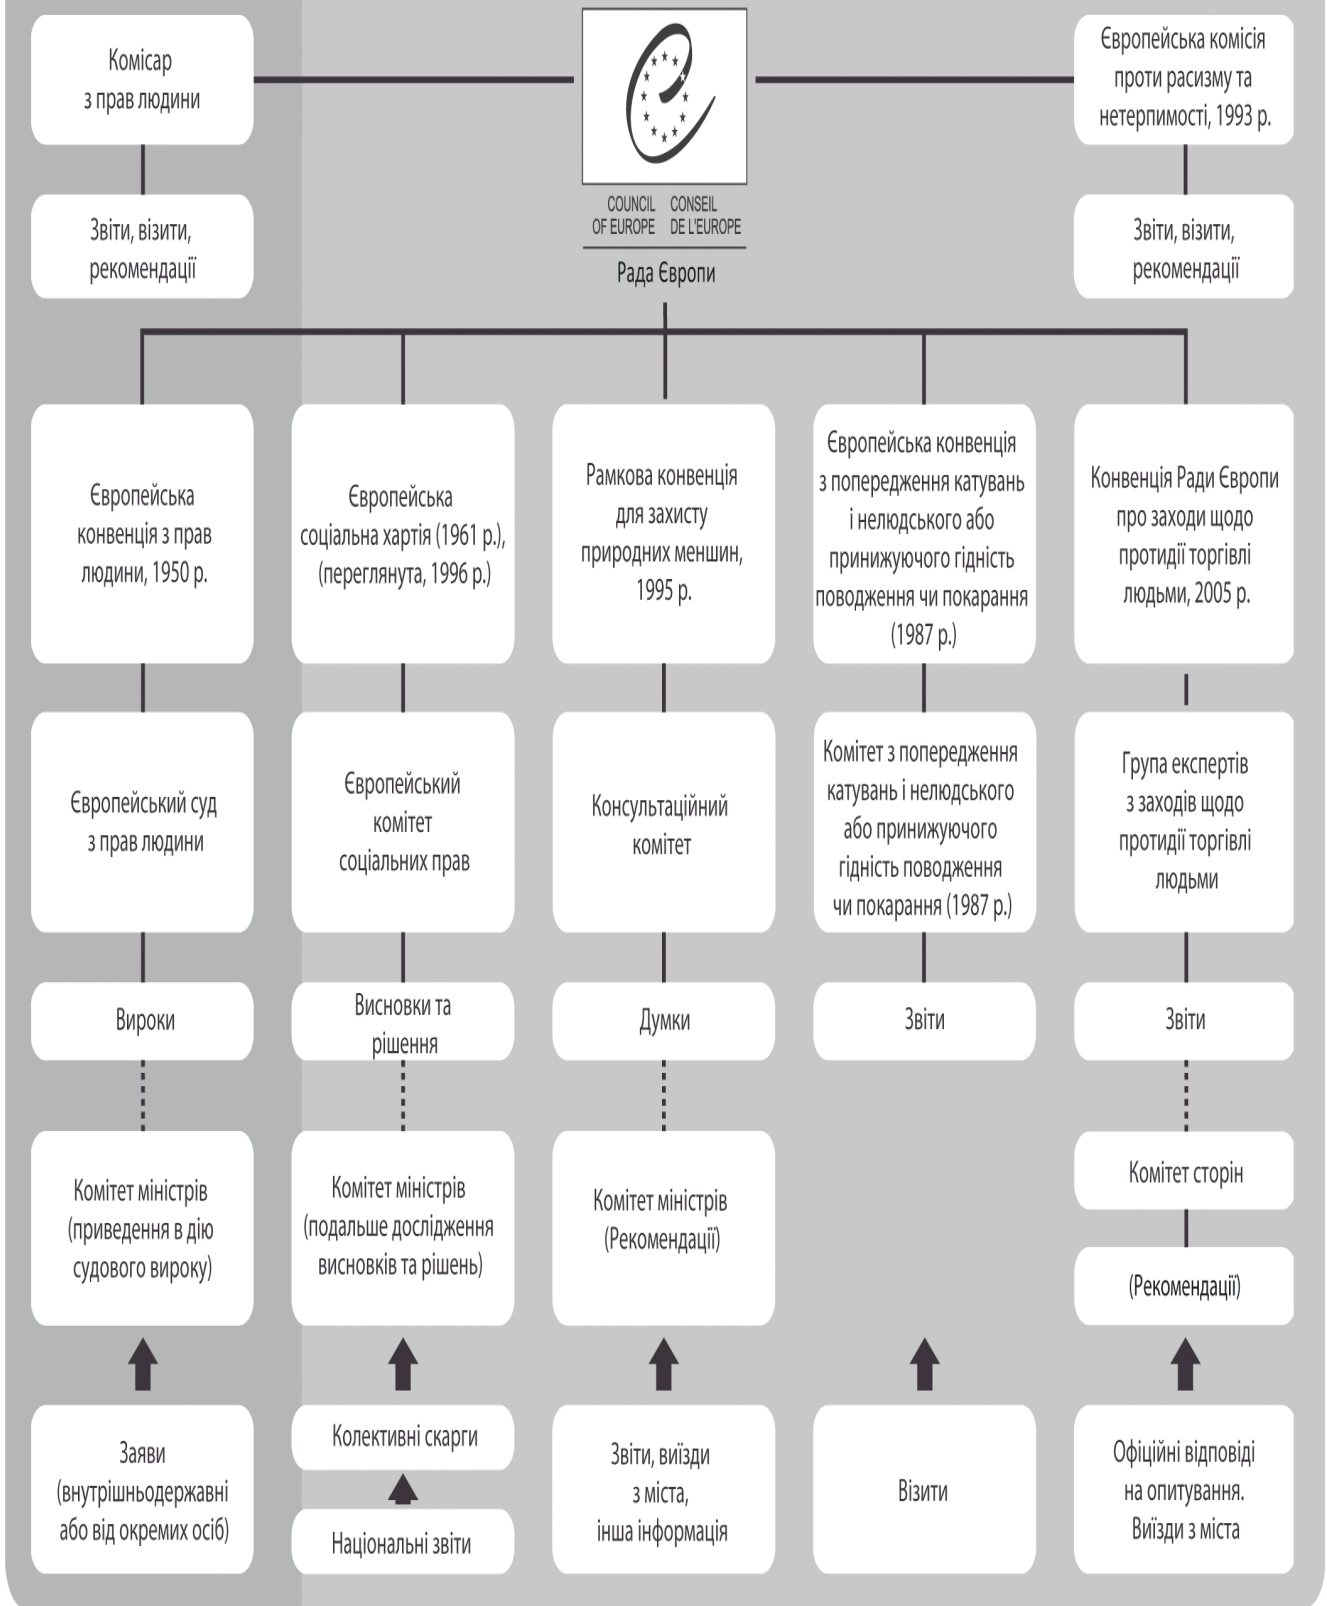 Комісар
з прав людини
Європейська комісія
проти расизму та
нетерпимості, 1993 р.
Звіти, візити,
рекомендації
COUNCIL
OF EUROPE
CONSEIL
DE L'EUROPE
Рада Європи
Звіти, візити,
рекомендації
Європейська
конвенція з прав
людини, 1950 р.
Європейська
соціальна хартія (1961 р.),
(переглянута, 1996 р.)
Рамкова конвенція
для захисту
природних меншин,
1995 р.
Європейська конвенція
з попередження катувань
і нелюдського або
принижуючого гідність
поводження чи покарання
(1987 р.)
Конвенція Ради Європи
про заходи щодо
протидії торгівлі
людьми, 2005 р.
Європейський суд
з прав людини
Європейський
комітет
соціальних прав
Консультаційний
комітет
Комітет з попередження
катувань і нелюдського
або принижуючого
гідність поводження
чи покарання (1987 р.)
Група експертів
з заходів щодо
протидії торгівлі
людьми
Вироки
Висновки та
рішення
Думки
Звіти
Звіти
Комітет міністрів
(приведення в дію
судового вироку)
Комітет міністрів
(подальше дослідження
висновків та рішень)
Комітет міністрів
(Рекомендації)
Комітет сторін
(Рекомендації)
Заяви
(внутрішньодержавні
або від окремих осіб)
Колективні скарги
Національні звіти
Звіти, виїзди
з міста,
інша інформація
Візити
Офіційні відповіді
на опитування.
Виїзди з міста